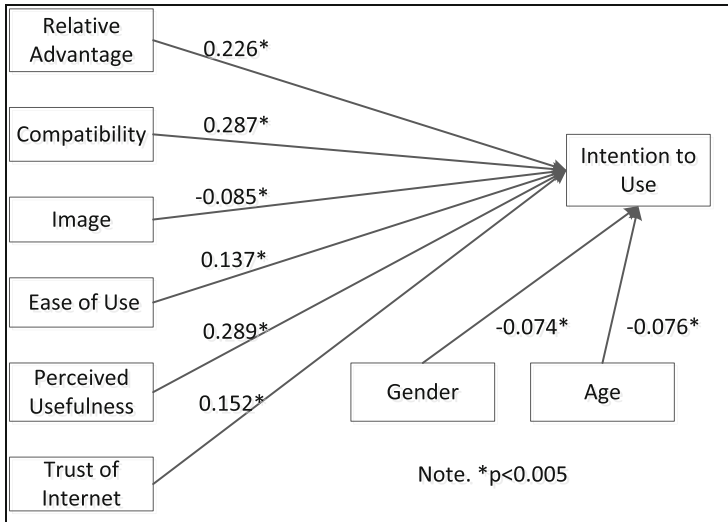 Relative
Advantage
0.226*
Compatibility
0.287*
Intention to
Use
Image
-0.085*
Ease of Use
0.137*
Perceived
Usefulness
0.289*
-0.074*
-0.076*
Gender
Age
Trust of
Internet
0.152*
Note. *p<0.005